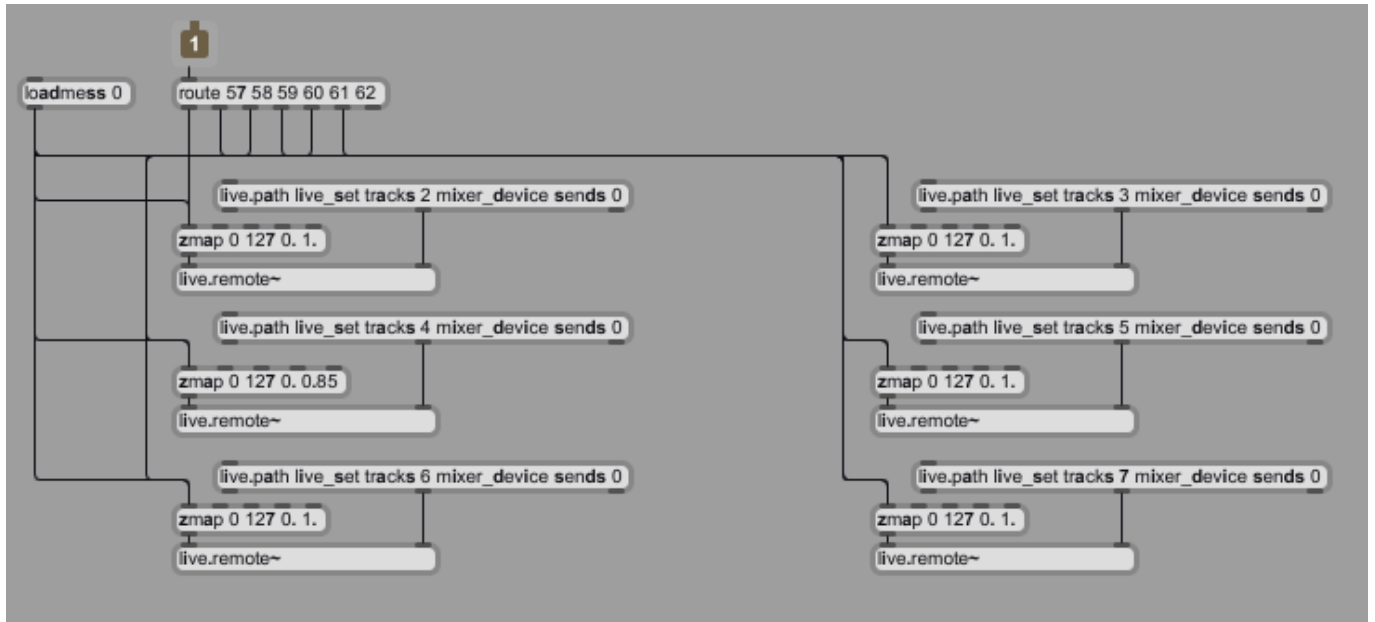 1
loadmess 0
route 57 58 59 60 61 62
live.path live_set tracks 2 mixer_device sends 0
live.path live_set tracks 3 mixer_device sends 0
zmap 0 127 0. 1.
zmap 0 127 0. 1.
live.remote~
live.remote~
live.path live_set tracks 4 mixer_device sends 0
live.path live_set tracks 5 mixer_device sends 0
zmap 0 127 0. 0.85
zmap 0 127 0. 1.
live.remote~
live.remote~
live.path live_set tracks 6 mixer_device sends 0
live.path live_set tracks 7 mixer_device sends 0
zmap 0 127 0. 1.
zmap 0 127 0. 1.
live.remote~
live.remote~